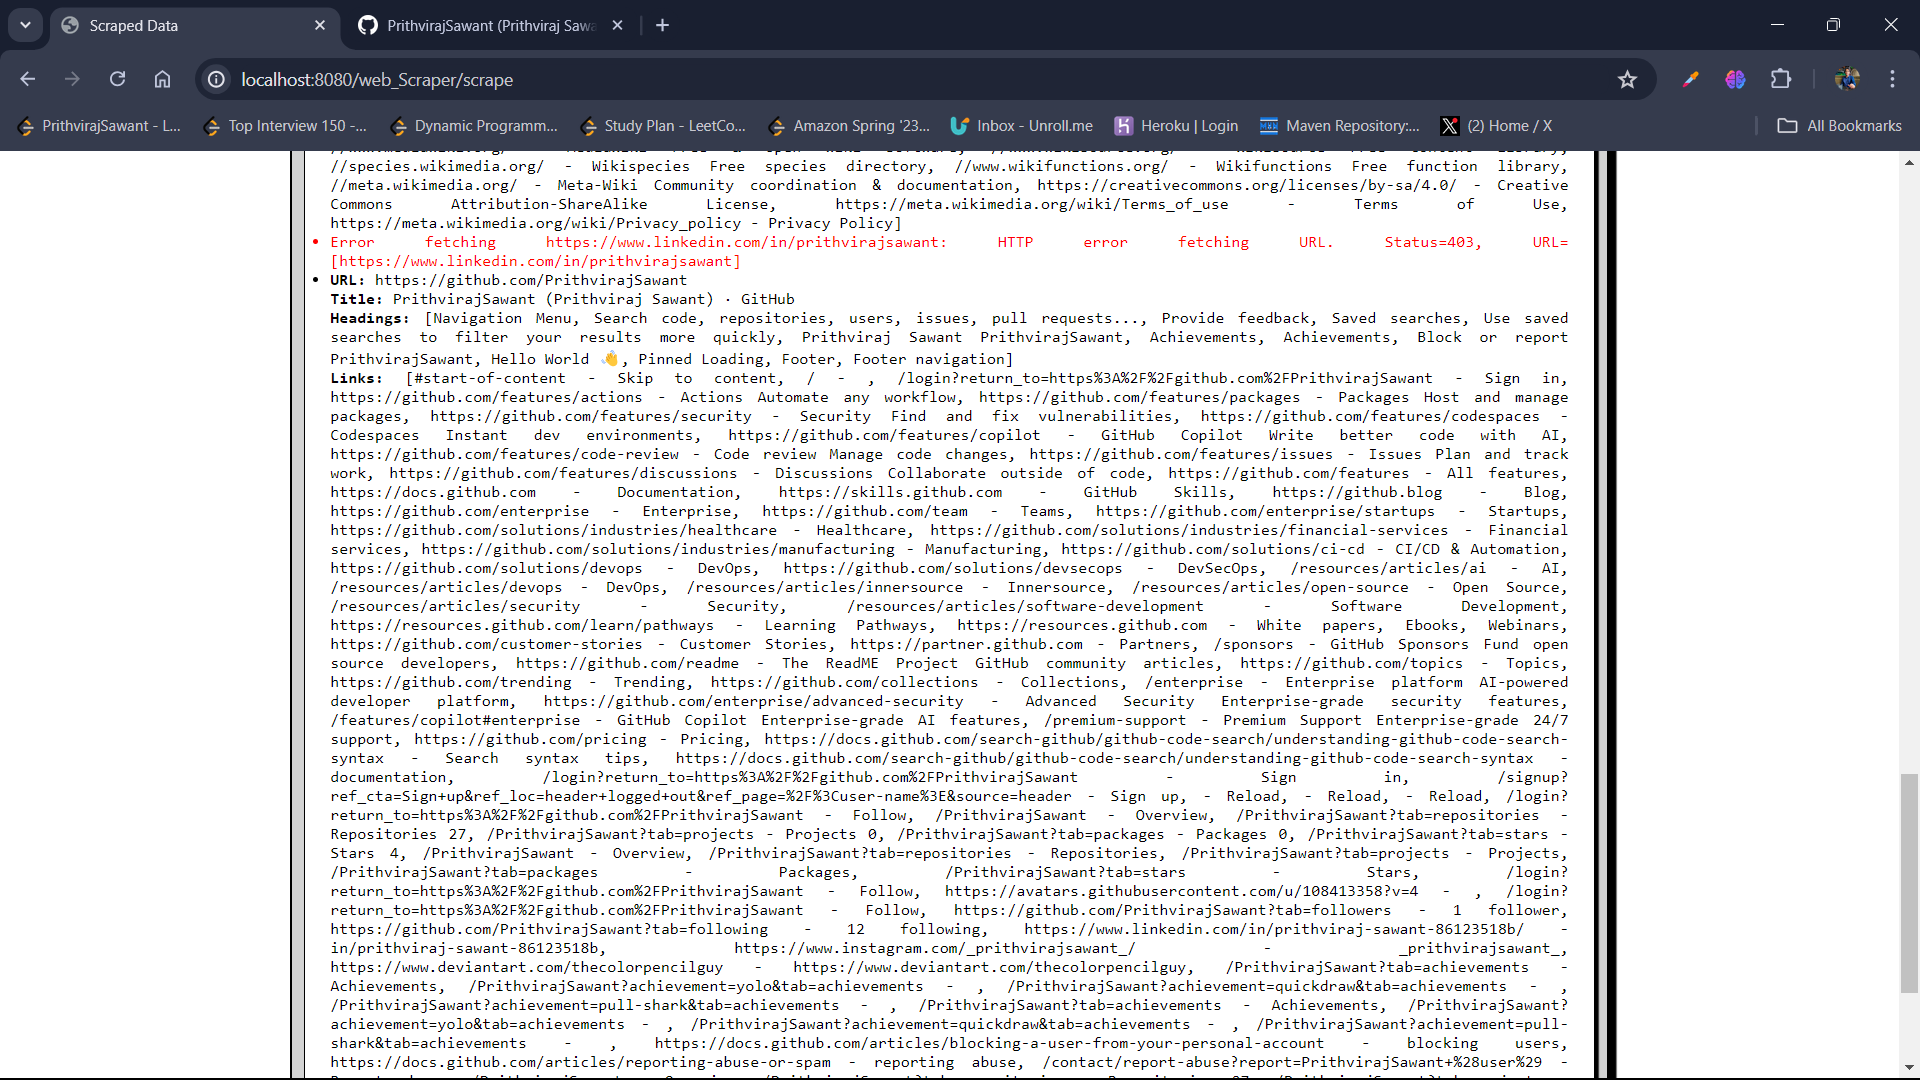 Scraped Data
PrithvirajSawant (Prithviraj Sawa
localhost:8080/web_Scraper/scrape
PrithvirajSawant - L...
Top Interview 150 -...
Dynamic Programm...
Study Plan - LeetCo...
Amazon Spring '23...
Inbox - Unroll.me
Heroku | Login
Maven Repository:...
(2) Home / X
All Bookmarks
//species.wikimedia.org/ - Wikispecies Free species directory, //www.wikifunctions.org/ - Wikifunctions Free function library,
//meta.wikimedia.org/ - Meta-Wiki Community coordination & documentation, https://creativecommons.org/licenses/by-sa/4.0/ - Creative
Commons Attribution-ShareAlike License, https://meta.wikimedia.org/wiki/Terms_of_use - Terms of Use,
https://meta.wikimedia.org/wiki/Privacy_policy - Privacy Policy]
• Error fetching https://www.linkedin.com/in/prithvirajsawant: HTTP error fetching URL. Status=403, URL=
[https://www.linkedin.com/in/prithvirajsawant]
• URL: https://github.com/PrithvirajSawant
Title: PrithvirajSawant (Prithviraj Sawant) · GitHub
Headings: [Navigation Menu, Search code, repositories, users, issues, pull requests..., Provide feedback, Saved searches, Use saved
searches to filter your results more quickly, Prithviraj Sawant PrithvirajSawant, Achievements, Achievements, Block or report
PrithvirajSawant, Hello World 👋, Pinned Loading, Footer, Footer navigation]
Links: [#start-of-content - Skip to content, / - , /login?return_to=https%3A%2F%2Fgithub.com%2FPrithvirajSawant - Sign in,
https://github.com/features/actions - Actions Automate any workflow, https://github.com/features/packages - Packages Host and manage
packages, https://github.com/features/security - Security Find and fix vulnerabilities, https://github.com/features/codespaces -
Codespaces Instant dev environments, https://github.com/features/copilot - GitHub Copilot Write better code with AI,
https://github.com/features/code-review - Code review Manage code changes, https://github.com/features/issues - Issues Plan and track
work, https://github.com/features/discussions - Discussions Collaborate outside of code, https://github.com/features - All features,
https://docs.github.com - Documentation, https://skills.github.com - GitHub Skills, https://github.blog - Blog,
https://github.com/enterprise - Enterprise, https://github.com/team - Teams, https://github.com/enterprise/startups - Startups,
https://github.com/solutions/industries/healthcare - Healthcare, https://github.com/solutions/industries/financial-services - Financial
services, https://github.com/solutions/industries/manufacturing - Manufacturing, https://github.com/solutions/ci-cd - CI/CD & Automation,
https://github.com/solutions/devops - DevOps, https://github.com/solutions/devsecops - DevSecOps, /resources/articles/ai - AI,
/resources/articles/devops - DevOps, /resources/articles/innersource - Innersource, /resources/articles/open-source - Open Source,
/resources/articles/security - Security, /resources/articles/software-development - Software Development,
https://resources.github.com/learn/pathways - Learning Pathways, https://resources.github.com - White papers, Ebooks, Webinars,
https://github.com/customer-stories - Customer Stories, https://partner.github.com - Partners, /sponsors - GitHub Sponsors Fund open
source developers, https://github.com/readme - The ReadME Project GitHub community articles, https://github.com/topics - Topics,
https://github.com/trending - Trending, https://github.com/collections - Collections, /enterprise - Enterprise platform AI-powered
developer platform, https://github.com/enterprise/advanced-security - Advanced Security Enterprise-grade security features,
/features/copilot#enterprise - GitHub Copilot Enterprise-grade AI features, /premium-support - Premium Support Enterprise-grade 24/7
support, https://github.com/pricing - Pricing, https://docs.github.com/search-github/github-code-search/understanding-github-code-search-
syntax - Search syntax tips, https://docs.github.com/search-github/github-code-search/understanding-github-code-search-syntax -
documentation, /login?return_to=https%3A%2F%2Fgithub.com%2FPrithvirajSawant - Sign in, /signup?
ref_cta=Sign+up&ref_loc=header+logged+out&ref_page=%2F%3Cuser-name%3E&source=header - Sign up, - Reload, - Reload, - Reload, /login?
return_to=https%3A%2F%2Fgithub.com%2FPrithvirajSawant - Follow, /PrithvirajSawant - Overview, /PrithvirajSawant?tab=repositories -
Repositories 27, /PrithvirajSawant?tab=projects - Projects 0, /PrithvirajSawant?tab=packages - Packages 0, /PrithvirajSawant?tab=stars -
Stars 4, /PrithvirajSawant - Overview, /PrithvirajSawant?tab=repositories - Repositories, /PrithvirajSawant?tab=projects - Projects,
/PrithvirajSawant?tab=packages - Packages, /PrithvirajSawant?tab=stars - Stars, /login?
return_to=https%3A%2F%2Fgithub.com%2FPrithvirajSawant - Follow, https://avatars.githubusercontent.com/u/108413358?v=4 - , /login?
return_to=https%3A%2F%2Fgithub.com%2FPrithvirajSawant - Follow, https://github.com/PrithvirajSawant?tab=followers - 1 follower,
https://github.com/PrithvirajSawant?tab=following - 12 following, https://www.linkedin.com/in/prithviraj-sawant-86123518b/ -
in/prithviraj-sawant-86123518b, https://www.instagram.com/_prithvirajsawant_/ - _prithvirajsawant_,
https://www.deviantart.com/thecolorpencilguy - https://www.deviantart.com/thecolorpencilguy, /PrithvirajSawant?tab=achievements -
Achievements, /PrithvirajSawant?achievement=yolo&tab=achievements - , /PrithvirajSawant?achievement=quickdraw&tab=achievements - ,
/PrithvirajSawant?achievement=pull-shark&tab=achievements - , /PrithvirajSawant?tab=achievements - Achievements, /PrithvirajSawant?
achievement=yolo&tab=achievements - , /PrithvirajSawant?achievement=quickdraw&tab=achievements - , /PrithvirajSawant?achievement=pull-
shark&tab=achievements - , https://docs.github.com/articles/blocking-a-user-from-your-personal-account - blocking users,
https://docs.github.com/articles/reporting-abuse-or-spam - reporting abuse, /contact/report-abuse?report=PrithvirajSawant+%28user%29 -